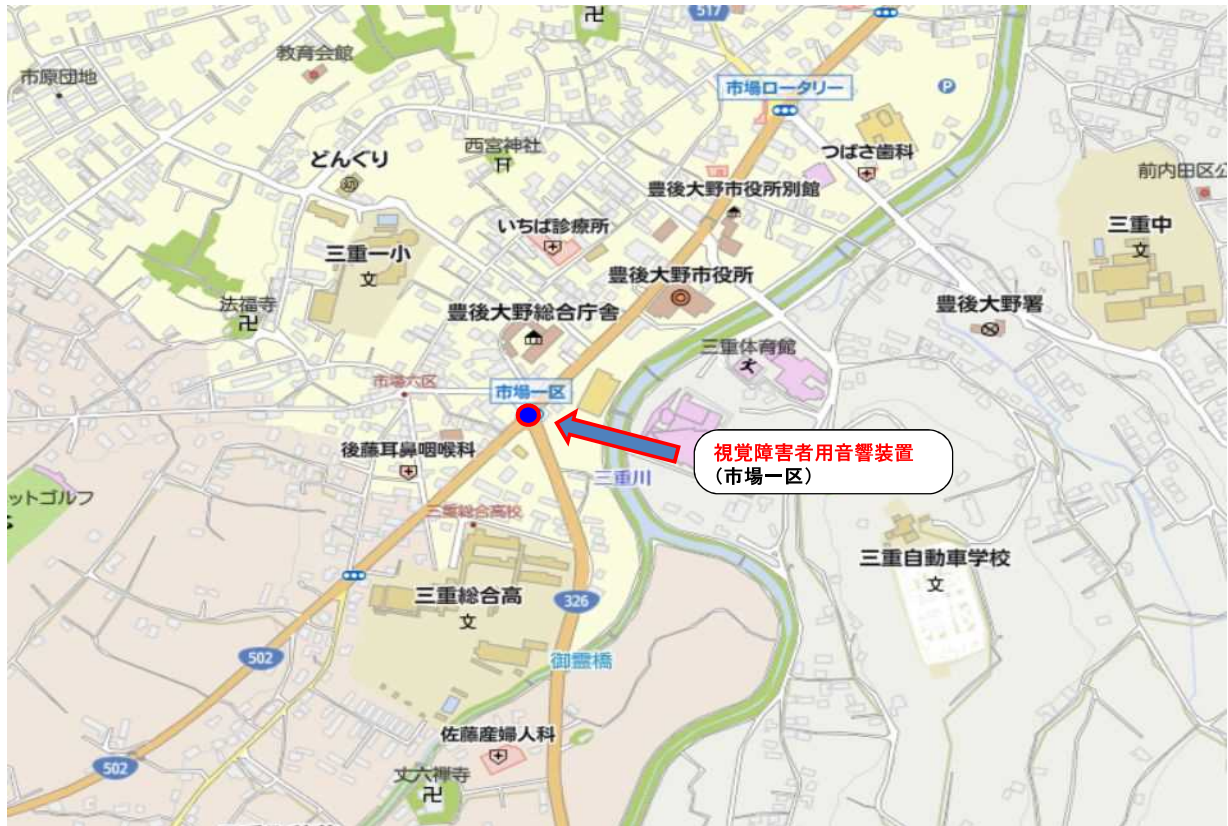 卍
517
教育会館
市原団地
市場ロータリー
P
西宮神社
どんぐり
幼
つばさ歯科
前内田区公
豊後大野市役所別館
いちば診療所
三重一小
文
三重中
文
豊後大野市役所
法福寺
卍
豊後大野総合庁舎
豊後大野署
三重体育館
市場六区
市場一区
後藤耳鼻咽喉科
視覚障害者用音響装置
(市場一区)
三重川
ットゴルフ
三重総合高校
三重自動車学校
文
三重総合高
文
326
502
御霊橋
佐藤産婦人科
502
丈六禅寺
卍